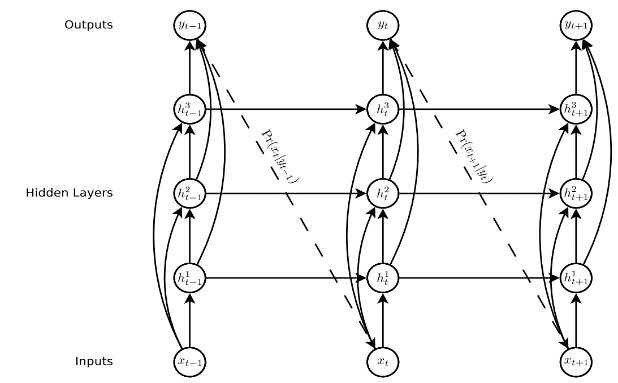 Outputs y_{t−1} y_t y_{t+1}
h^3_{t−1} h^3_t h^3_{t+1}
Pr(x_t|y_{t−1}) Pr(x_{t+1}|y_t)
Hidden Layers h^2_{t−1} h^2_t h^2_{t+1}
h^1_{t−1} h^1_t h^1_{t+1}
Inputs x_{t−1} x_t x_{t+1}